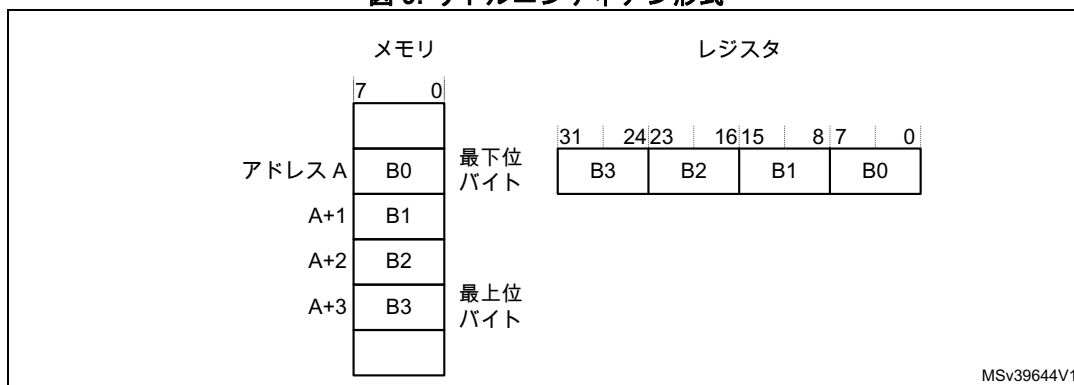 メモリ レジスタ
7 0
31 24 23 16 15 8 7 0
アドレス A B0 最下位バイト B3 B2 B1 B0
A+1 B1
A+2 B2
A+3 B3 最上位バイト
MSv39644V1